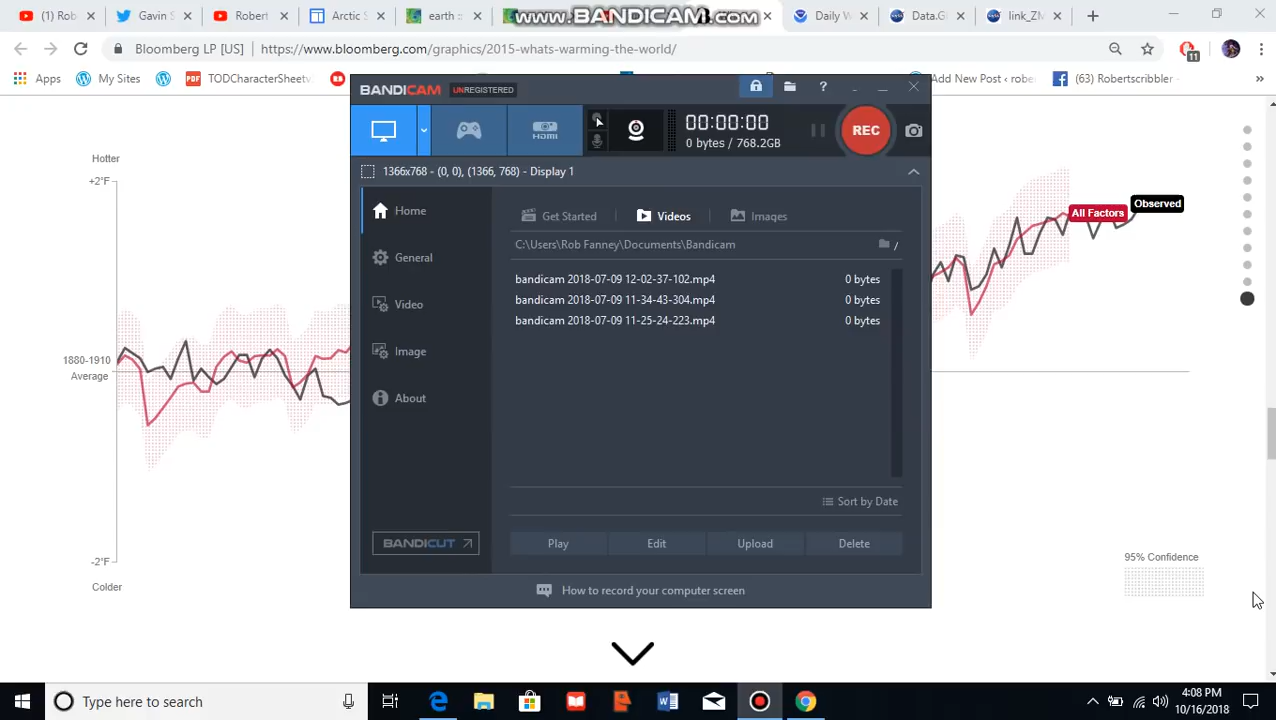 (1) Rob
Gavin S
Robert
Arctic S
earth ::
www.BANDICAM.com
Daily W
Data.GI
link_ZIV
Bloomberg LP [US] https://www.bloomberg.com/graphics/2015-whats-warming-the-world/
11
Apps
My Sites
TODCharacterSheetv
Add New Post ‹ robe
(63) Robertscribbler -
»
BANDICAM
UNREGISTERED
?
HDMI
00:00:00
0 bytes / 768.2GB
REC
1366x768 - (0, 0), (1366, 768) - Display 1
Home
General
Video
Image
About
BANDICUT
Get Started
Videos
Images
C:\Users\Rob Fanney\Documents\Bandicam
/
bandicam 2018-07-09 12-02-37-102.mp4 0 bytes
bandicam 2018-07-09 11-34-43-304.mp4 0 bytes
bandicam 2018-07-09 11-25-24-223.mp4 0 bytes
Sort by Date
Play
Edit
Upload
Delete
How to record your computer screen
Hotter
+2°F
1880-1910
Average
-2°F
Colder
All Factors
Observed
95% Confidence
Type here to search
4:08 PM
10/16/2018